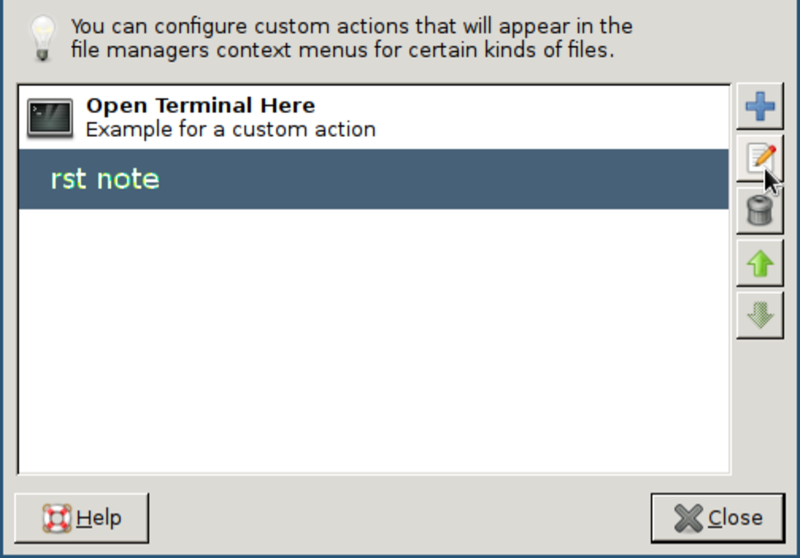 You can configure custom actions that will appear in the
file managers context menus for certain kinds of files.
Open Terminal Here
Example for a custom action
rst note
Help
Close